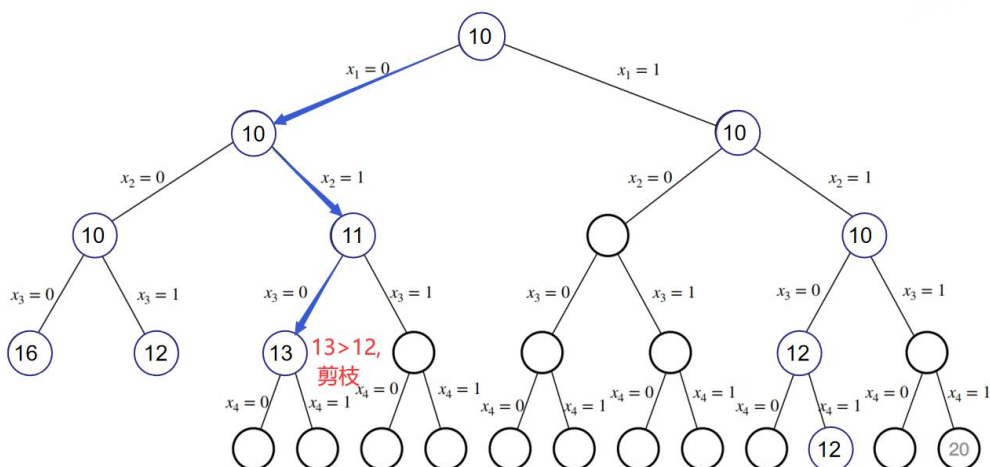 10
x₁ = 0
x₁ = 1
10
10
x₂ = 0
x₂ = 1
x₂ = 0
x₂ = 1
10
11
10
x₃ = 0
x₃ = 1
x₃ = 0
x₃ = 1
x₃ = 0
x₃ = 1
x₃ = 0
x₃ = 1
16
12
13
13>12,
剪枝
12
x₄ = 0
x₄ = 1
x₄ = 0
x₄ = 1
x₄ = 0
x₄ = 1
x₄ = 0
x₄ = 1
x₄ = 0
x₄ = 1
x₄ = 0
x₄ = 1
12
20